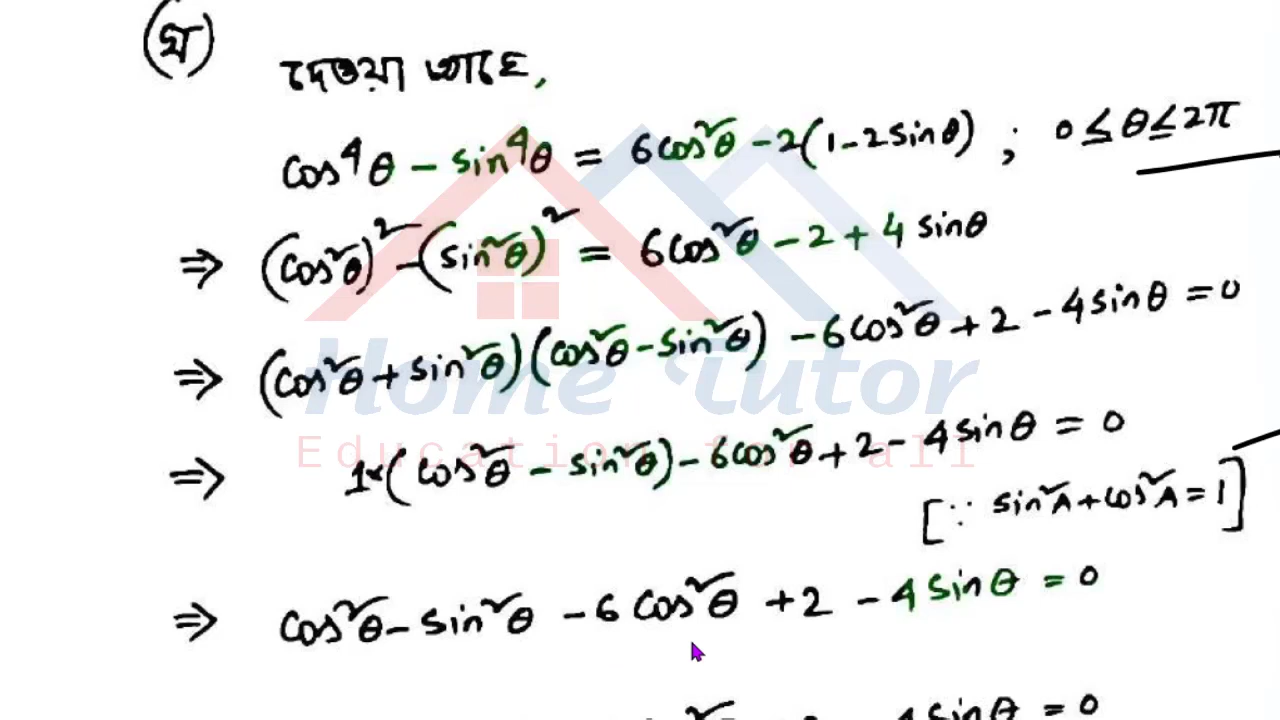 (ঘ)
দেওয়া আছে,
cos⁴θ - sin⁴θ = 6cos²θ - 2(1 - 2sinθ) ; 0 ≤ θ ≤ 2π
⇒ (cos²θ)² - (sin²θ)² = 6cos²θ - 2 + 4 sinθ
⇒ (cos²θ + sin²θ)(cos²θ - sin²θ) - 6cos²θ + 2 - 4sinθ = 0
Home Tutor
Education for all
⇒ 1×(cos²θ - sin²θ) - 6cos²θ + 2 - 4sinθ = 0
[∵ sin²A + cos²A = 1]
⇒ cos²θ - sin²θ - 6cos²θ + 2 - 4sinθ = 0
- 4sinθ = 0